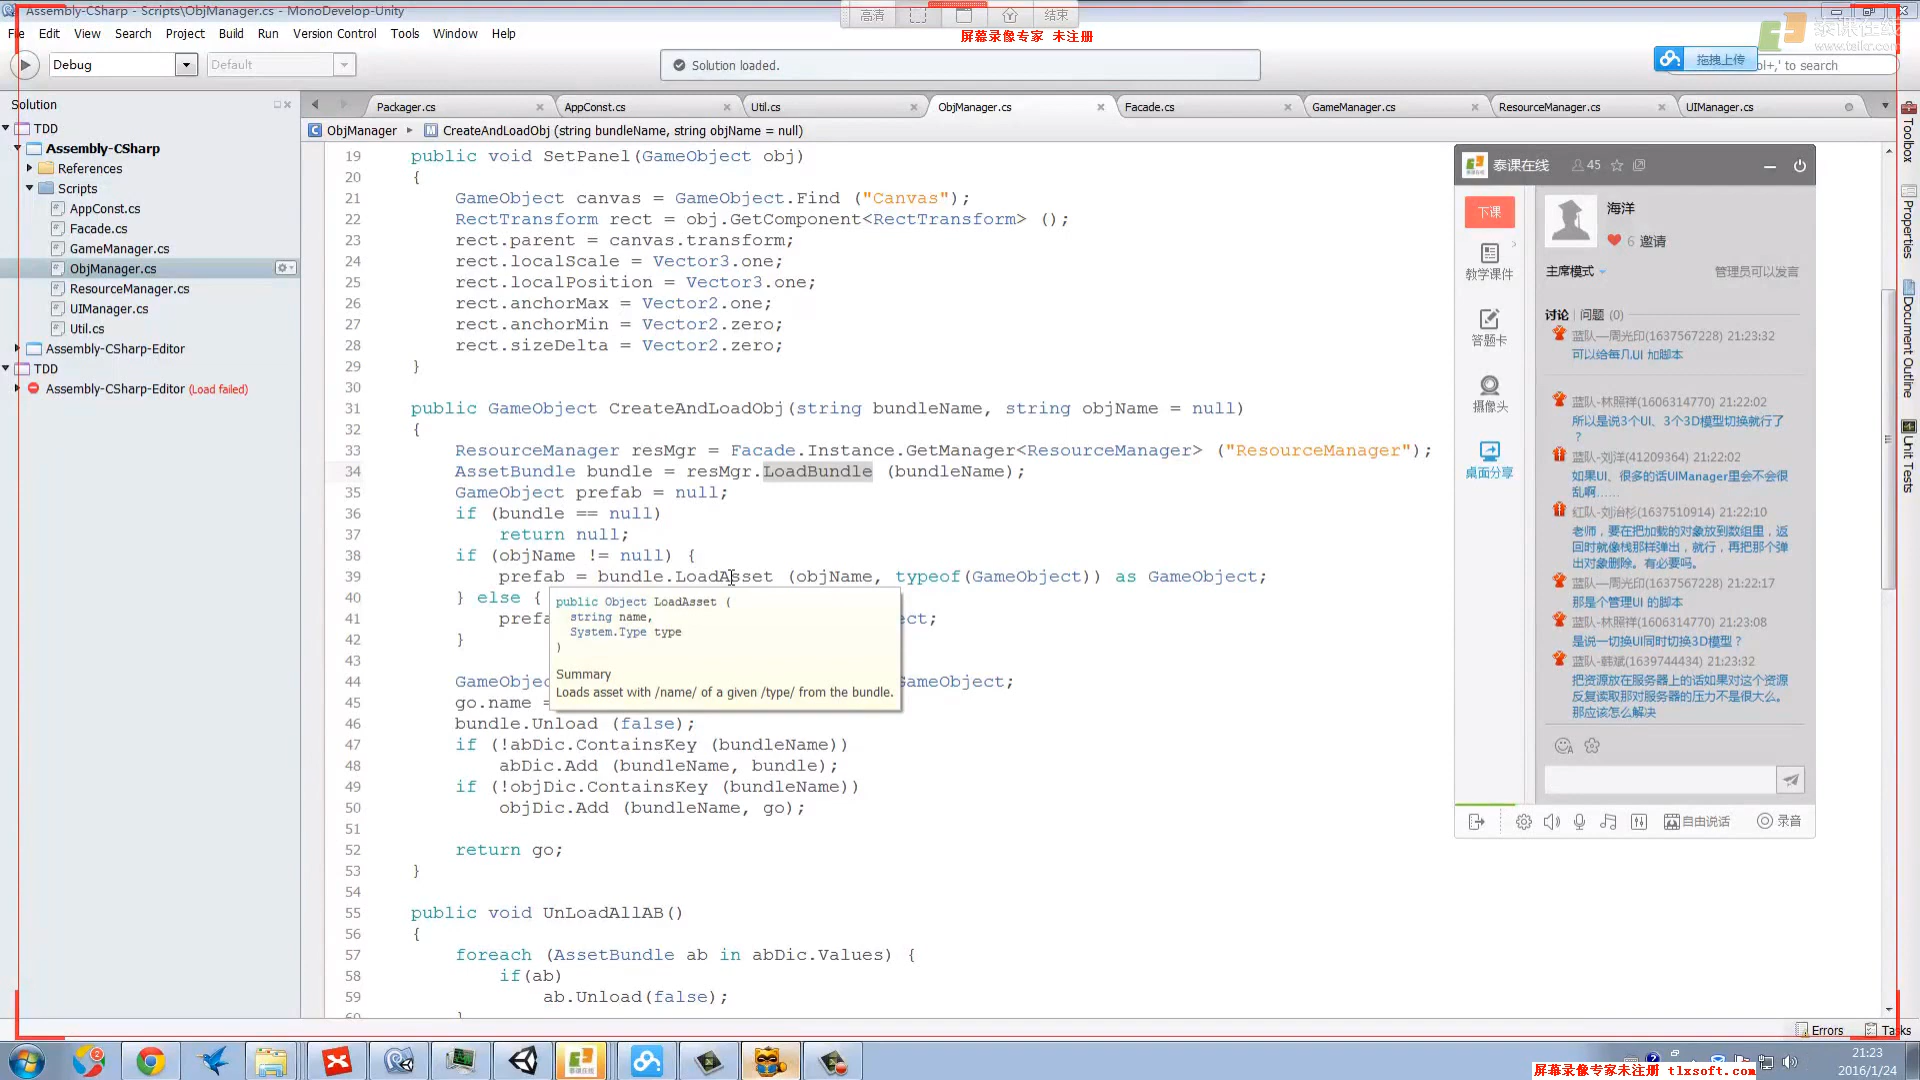 Assembly-CSharp - Scripts\ObjManager.cs - MonoDevelop-Unity
高清
结束
屏幕录像专家 未注册
泰课在线
www.taikr.com
File Edit View Search Project Build Run Version Control Tools Window Help
Debug
Default
Solution loaded.
拖拽上传
ol+,' to search
Solution
Packager.cs
AppConst.cs
Util.cs
ObjManager.cs
Facade.cs
GameManager.cs
ResourceManager.cs
UIManager.cs
ObjManager
CreateAndLoadObj (string bundleName, string objName = null)
TDD
Assembly-CSharp
References
Scripts
AppConst.cs
Facade.cs
GameManager.cs
ObjManager.cs
ResourceManager.cs
UIManager.cs
Util.cs
Assembly-CSharp-Editor
TDD
Assembly-CSharp-Editor (Load failed)
19 public void SetPanel(GameObject obj)
20 {
21 GameObject canvas = GameObject.Find ("Canvas");
22 RectTransform rect = obj.GetComponent<RectTransform> ();
23 rect.parent = canvas.transform;
24 rect.localScale = Vector3.one;
25 rect.localPosition = Vector3.one;
26 rect.anchorMax = Vector2.one;
27 rect.anchorMin = Vector2.zero;
28 rect.sizeDelta = Vector2.zero;
29 }
30
31 public GameObject CreateAndLoadObj(string bundleName, string objName = null)
32 {
33 ResourceManager resMgr = Facade.Instance.GetManager<ResourceManager> ("ResourceManager");
34 AssetBundle bundle = resMgr.LoadBundle (bundleName);
35 GameObject prefab = null;
36 if (bundle == null)
37 return null;
38 if (objName != null) {
39 prefab = bundle.LoadAsset (objName, typeof(GameObject)) as GameObject;
40 } else {
41 prefa ct;
42 }
43
44 GameObjec GameObject;
45 go.name =
46 bundle.Unload (false);
47 if (!abDic.ContainsKey (bundleName))
48 abDic.Add (bundleName, bundle);
49 if (!objDic.ContainsKey (bundleName))
50 objDic.Add (bundleName, go);
51
52 return go;
53 }
54
55 public void UnLoadAllAB()
56 {
57 foreach (AssetBundle ab in abDic.Values) {
58 if(ab)
59 ab.Unload(false);
60 }
public Object LoadAsset (
string name,
System.Type type
)
Summary
Loads asset with /name/ of a given /type/ from the bundle.
泰课在线 45
下课
教学课件
答题卡
摄像头
桌面分享
海洋
6 邀请
主席模式
管理员可以发言
讨论 | 问题 (0)
蓝队—周光印(1637567228) 21:23:32
可以给每几UI 加脚本
蓝队-林照祥(1606314770) 21:22:02
所以是说3个UI、3个3D模型切换就行了
?
蓝队-刘洋(41209364) 21:22:02
如果UI、很多的话UIManager里会不会很
乱啊......
红队-刘治杉(1637510914) 21:22:10
老师，要在把加载的对象放到数组里，返
回时就像栈那样弹出，就行，再把那个弹
出对象删除。有必要吗。
蓝队—周光印(1637567228) 21:22:17
那是个管理UI 的脚本
蓝队-林照祥(1606314770) 21:23:08
是说一切换UI同时切换3D模型？
蓝队-韩斌(1639744434) 21:23:32
把资源放在服务器上的话如果对这个资源
反复读取那对服务器的压力不是很大么。
那应该怎么解决
自由说话
录音
Toolbox
Properties
Document Outline
Unit Tests
Errors
Tasks
2
21:23
2016/1/24
屏幕录像专家未注册 tlxsoft.com